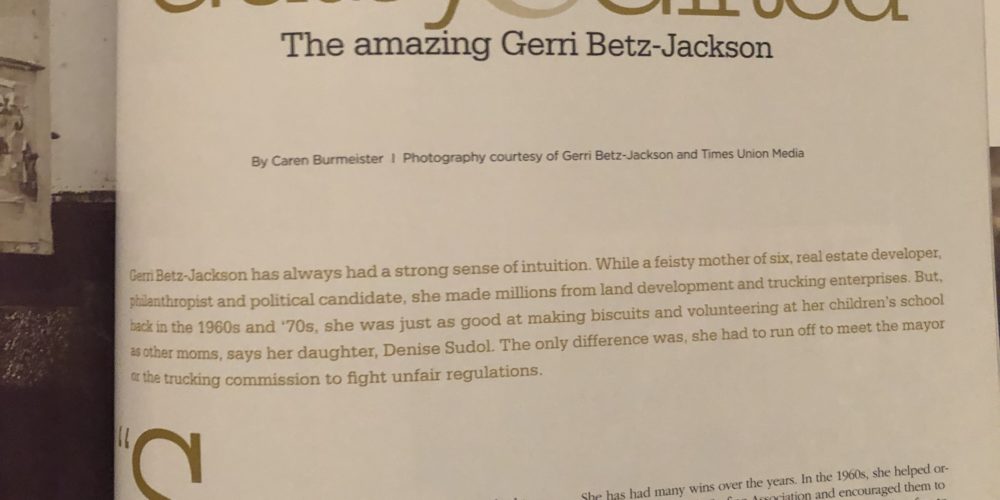 The amazing Gerri Betz-Jackson
By Caren Burmeister | Photography courtesy of Gerri Betz-Jackson and Times Union Media
Gerri Betz-Jackson has always had a strong sense of intuition. While a feisty mother of six, real estate developer,
philanthropist and political candidate, she made millions from land development and trucking enterprises. But,
back in the 1960s and ‘70s, she was just as good at making biscuits and volunteering at her children’s school
as other moms, says her daughter, Denise Sudol. The only difference was, she had to run off to meet the mayor
or the trucking commission to fight unfair regulations.
“S
She has had many wins over the years. In the 1960s, she helped or-
Association and encouraged them to